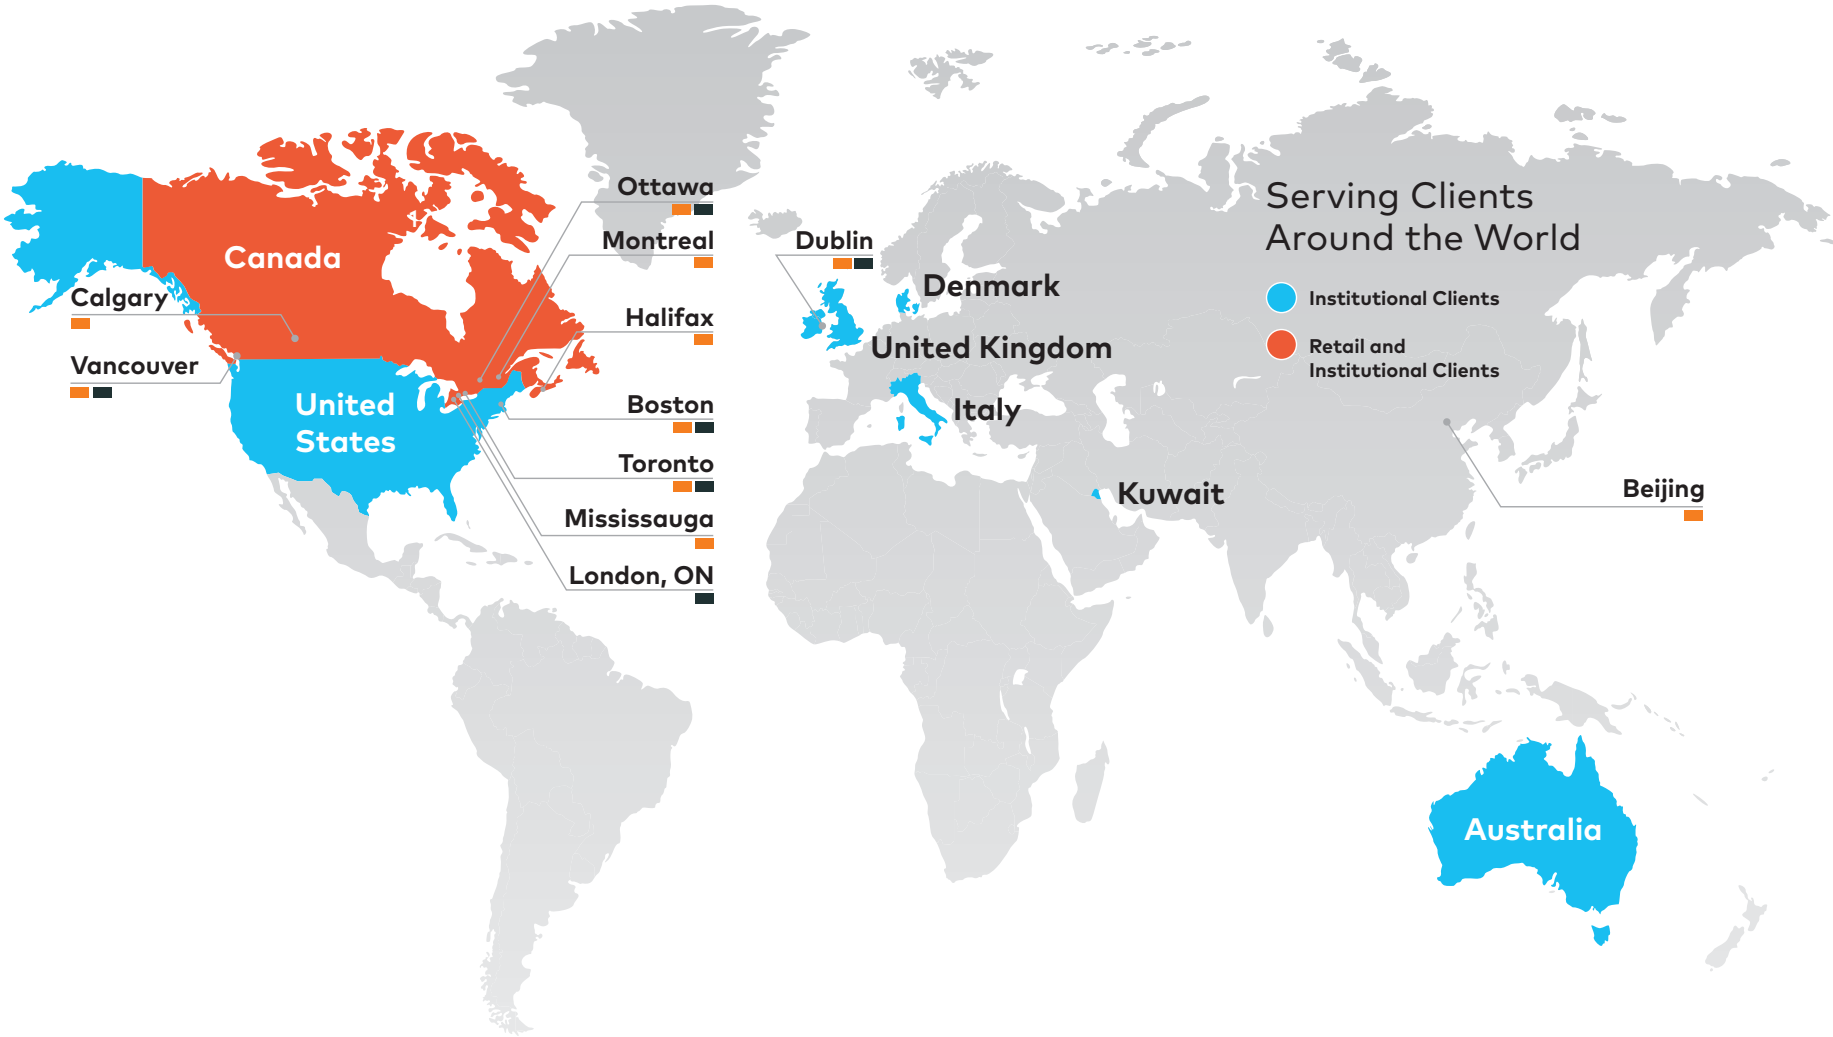 Ottawa
Montreal
Dublin
Serving Clients
Around the World
Canada
Denmark
Calgary
Institutional Clients
Halifax
United Kingdom
Retail and
Institutional Clients
Vancouver
United
States
Boston
Italy
Toronto
Kuwait
Beijing
Mississauga
London, ON
Australia